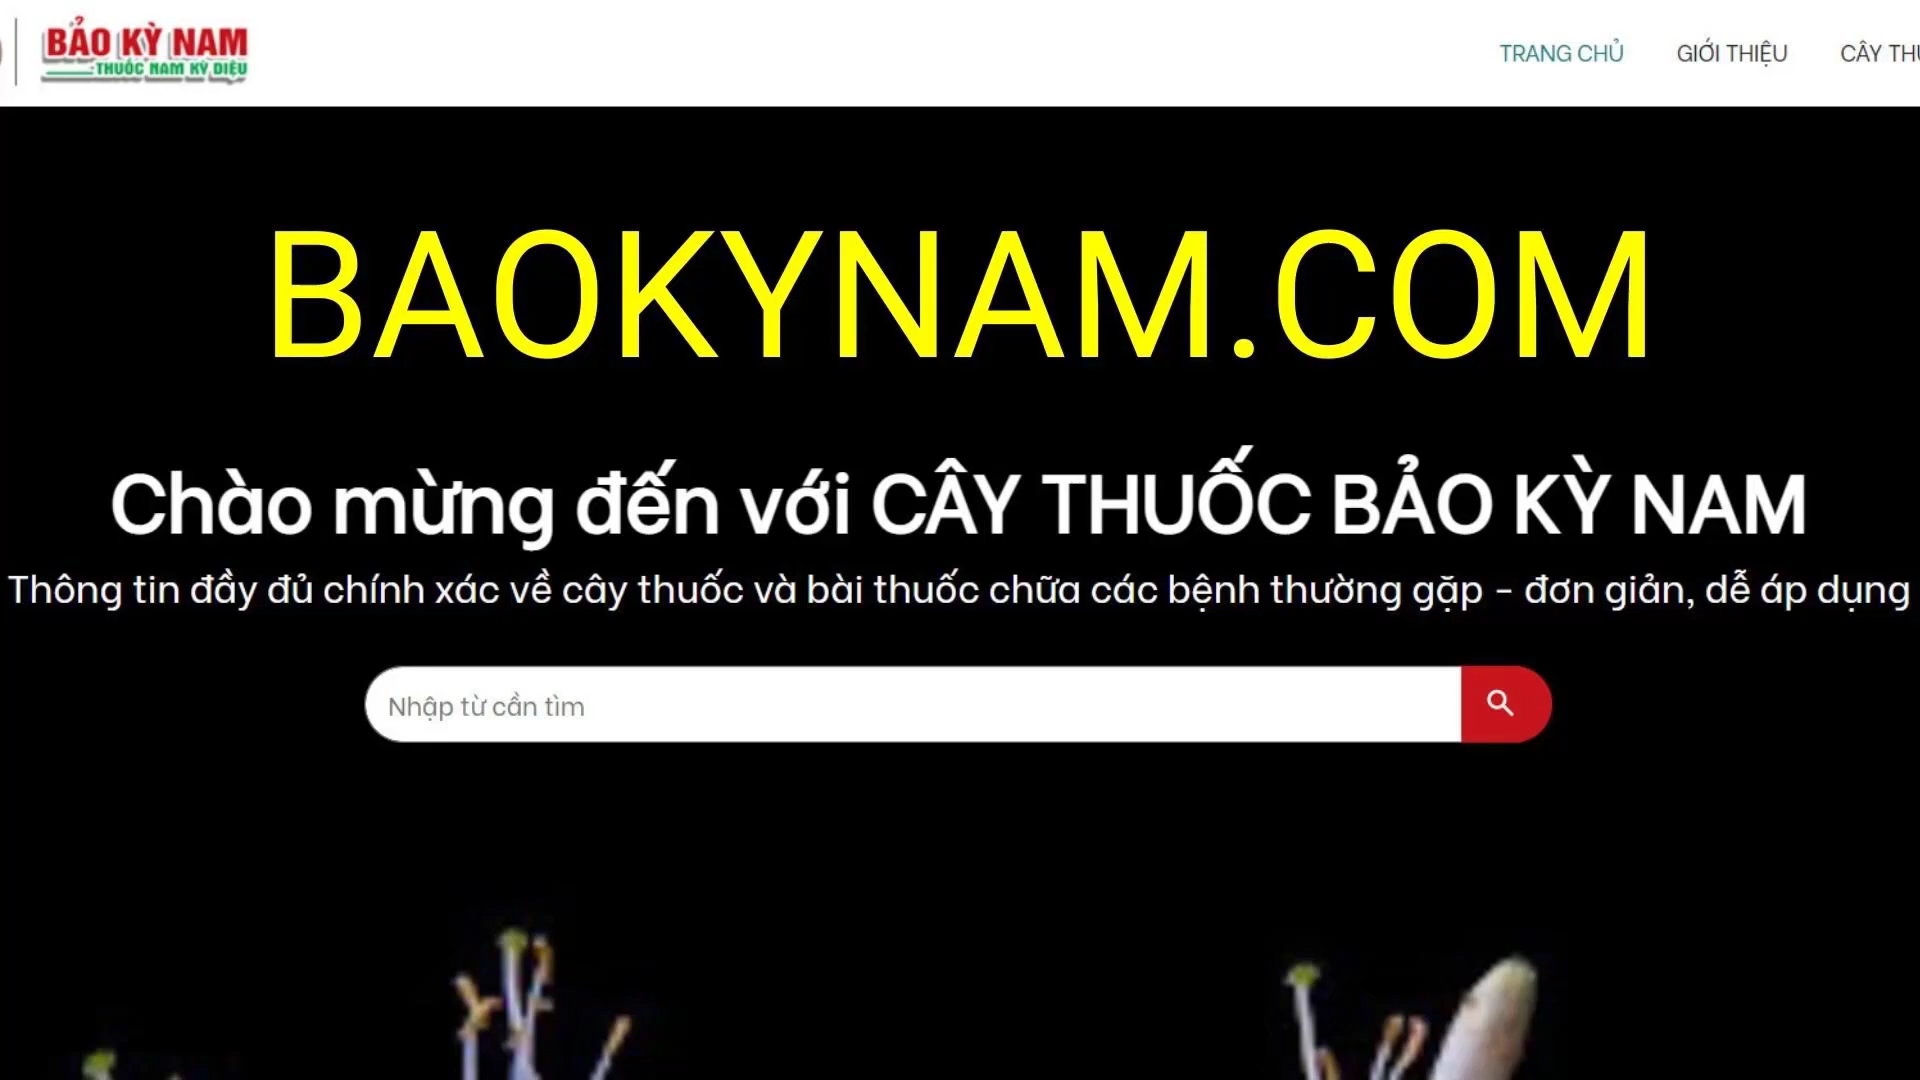 BẢO KỲ NAM
THUỐC NAM KỲ DIỆU
TRANG CHỦ GIỚI THIỆU CÂY
BAOKYNAM.COM
Chào mừng đến với CÂY THUỐC BẢO KỲ NAM
Thông tin đầy đủ chính xác về cây thuốc và bài thuốc chữa các bệnh thường gặp - đơn giản, dễ áp dụng
Nhập từ cần tìm